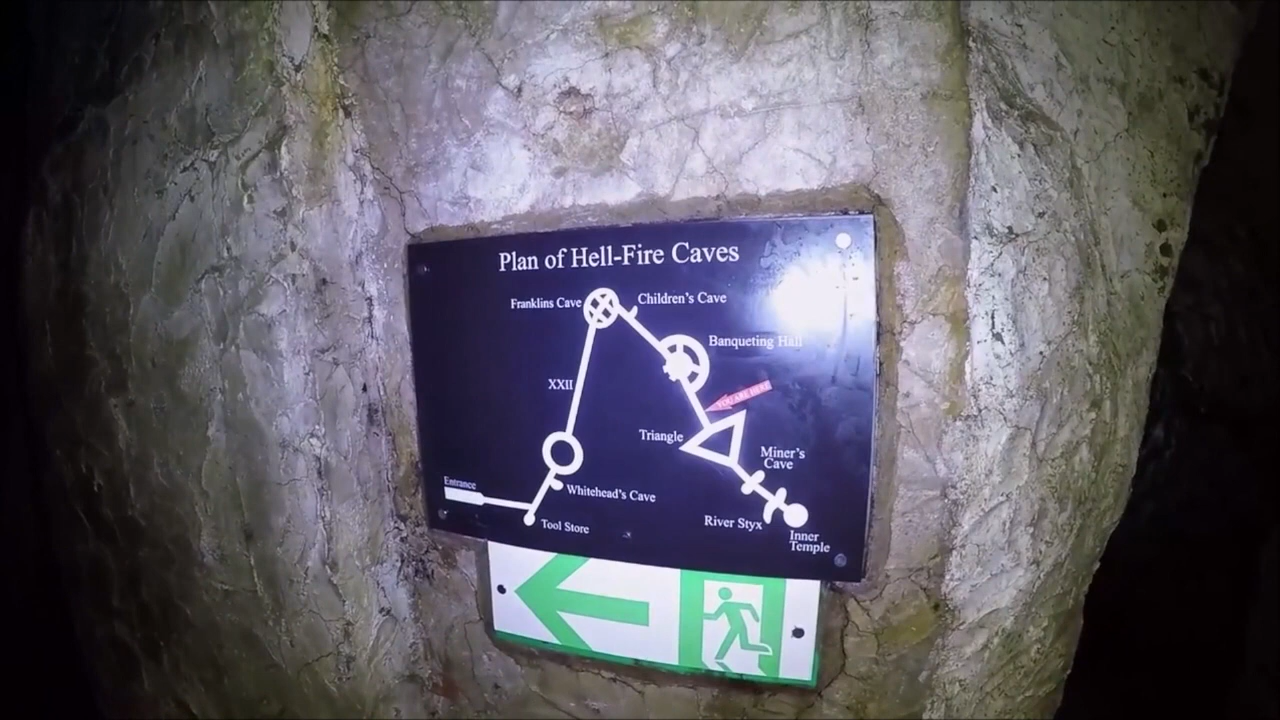 Plan of Hell-Fire Caves
Franklins Cave
Children's Cave
Banqueting Hall
XXII
YOU ARE HERE
Triangle
Miner's
Cave
Entrance
Whitehead's Cave
Tool Store
River Styx
Inner
Temple